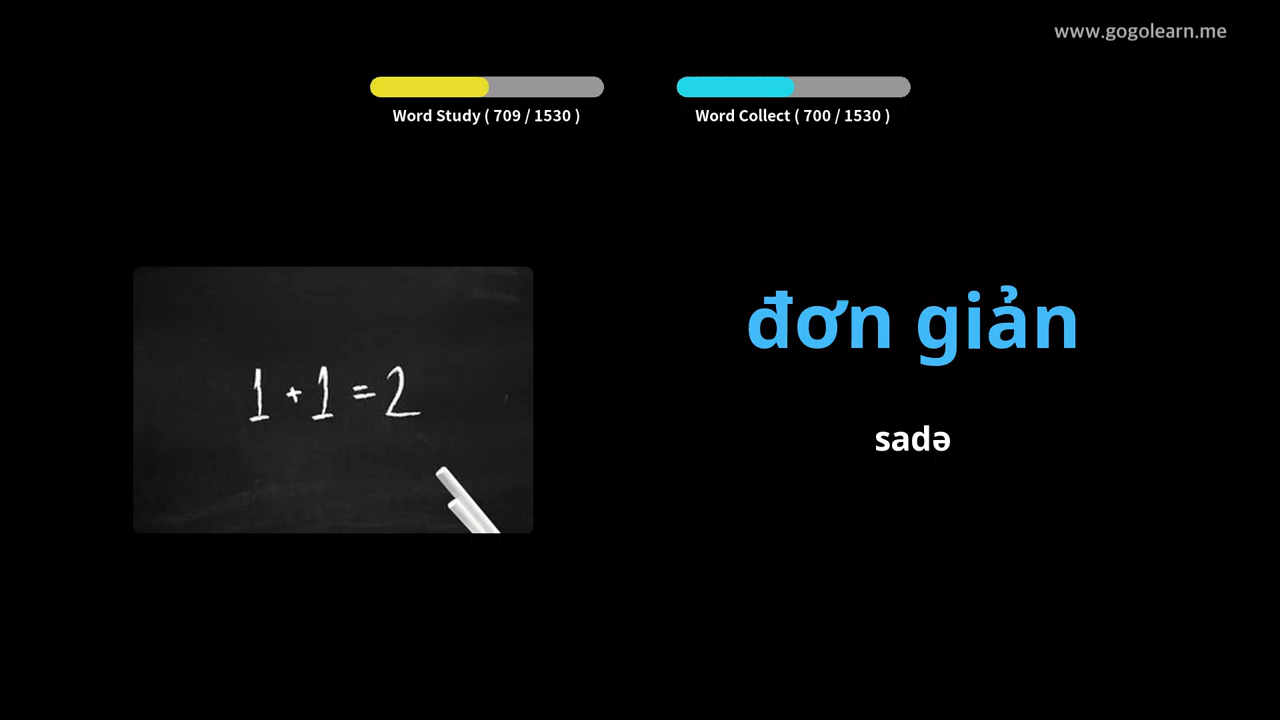 www.gogolearn.me
Word Study ( 709 / 1530 )
Word Collect ( 700 / 1530 )
1 + 1 = 2
đơn giản
sadə